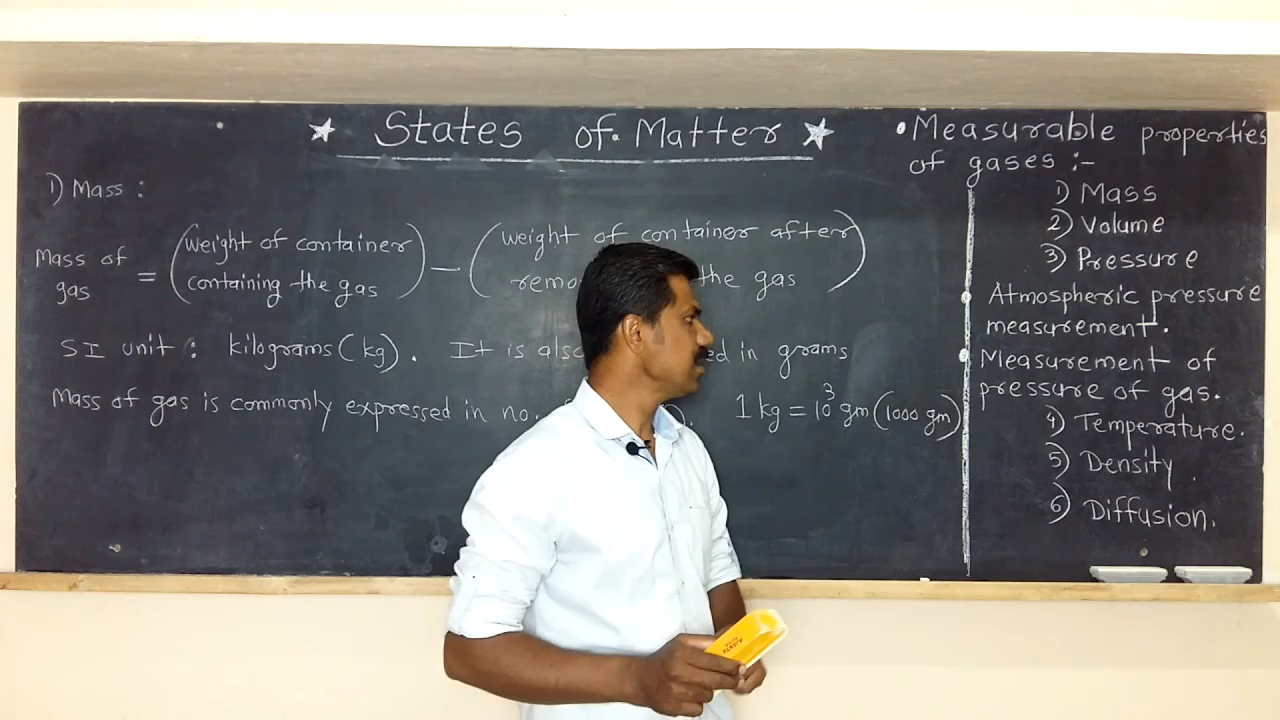 States of Matter
1) Mass :
Mass of gas = (weight of container containing the gas) - (weight of container after the gas)
SI unit : kilograms (kg). It is in grams
Mass of gas is commonly expressed in no.
1 kg = 10³ gm (1000 gm)
• Measurable properties
of gases :-
1) Mass
2) Volume
3) Pressure
• Atmospheric pressure
measurement.
• Measurement of
pressure of gas.
4) Temperature.
5) Density
6) Diffusion.
AJANTA